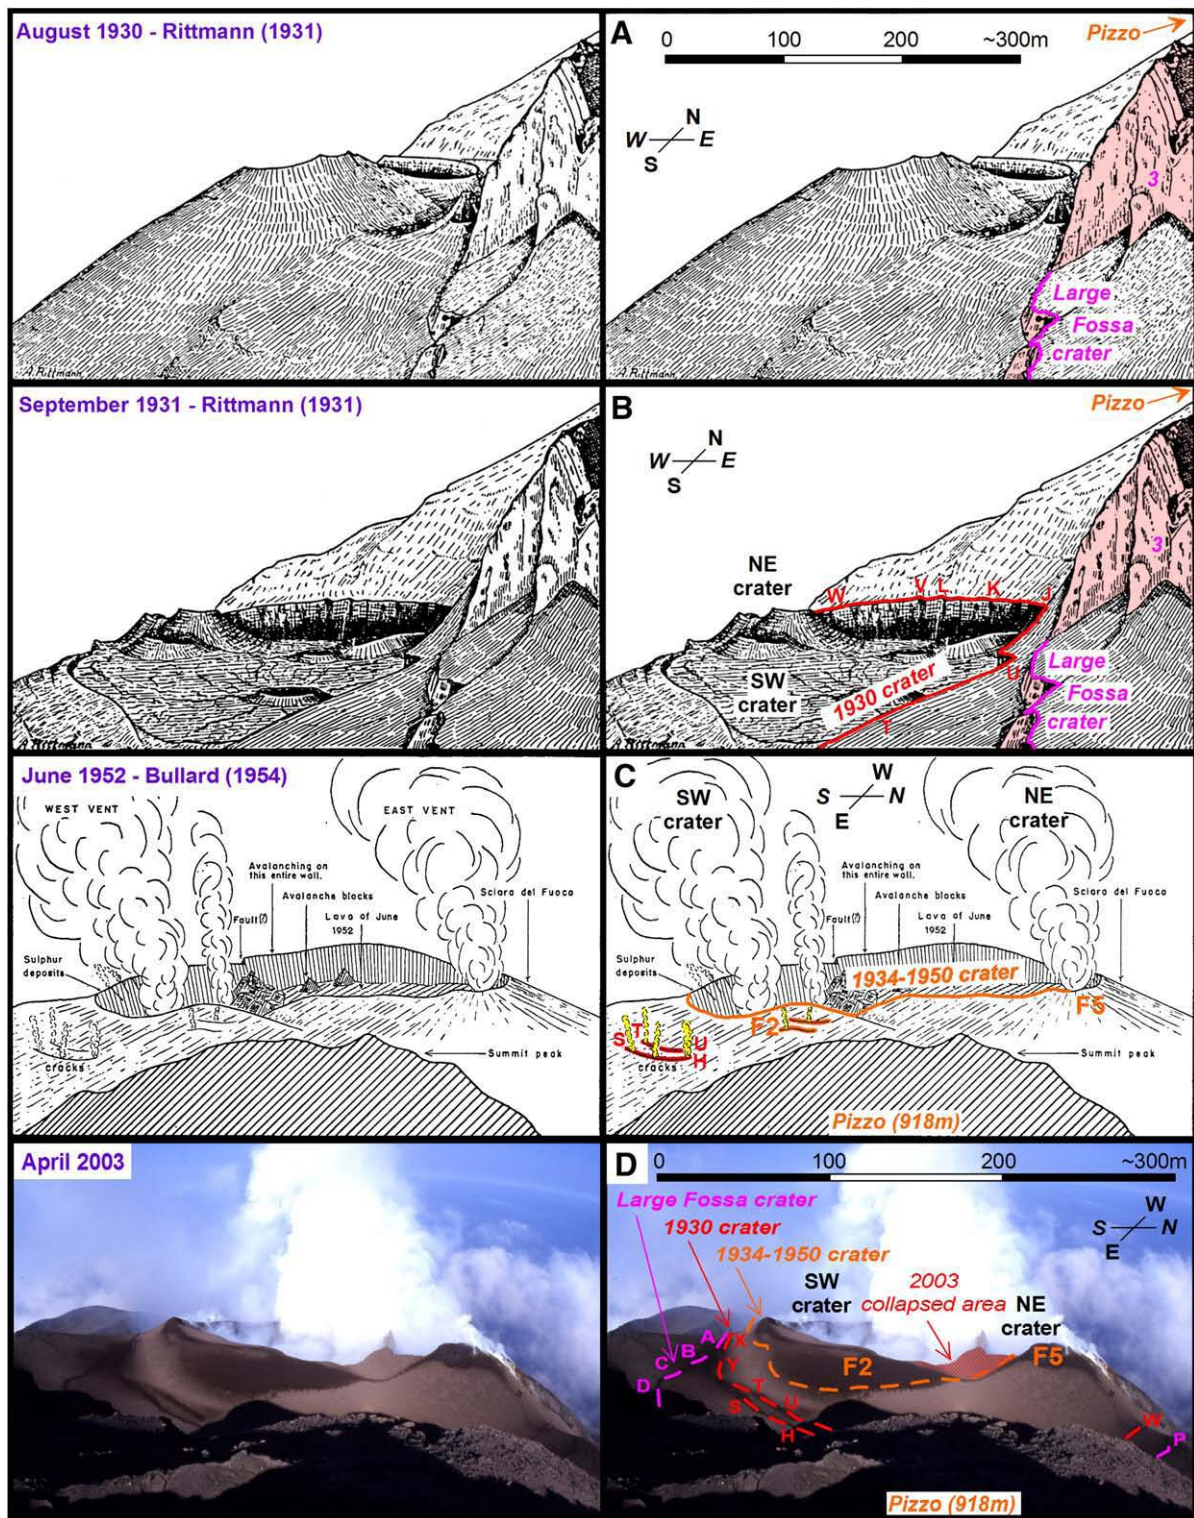 August 1930 - Rittmann (1931)
A. Rittmann
A
0 100 200 ~300m
Pizzo
N
W E
S
3
Large
Fossa
crater
A. Rittmann
September 1931 - Rittmann (1931)
A. Rittmann
B
Pizzo
N
W E
S
3
NE
crater
W V L K J
Large
Fossa
crater
U
SW
crater
1930 crater
T
A. Rittmann
June 1952 - Bullard (1954)
WEST VENT
EAST VENT
Avalanching on
this entire wall.
Avalanche blocks
Sciara del Fuoco
Fault(?)
Lava of June
1952
Sulphur
deposits
cracks
Summit peak
C
SW
crater
W
S N
E
NE
crater
Avalanching on
this entire wall.
Avalanche blocks
Sciara del Fuoco
Fault(?)
Lava of June
1952
Sulphur
deposits
1934-1950 crater
F2
F5
S T U
H
cracks
Summit peak
Pizzo (918m)
April 2003
D
0 100 200 ~300m
Large Fossa crater
1930 crater
1934-1950 crater
W
S N
E
SW
crater
2003
collapsed area
NE
crater
A X
B
C Y
D
F2
F5
T
S U
H
W
P
Pizzo (918m)